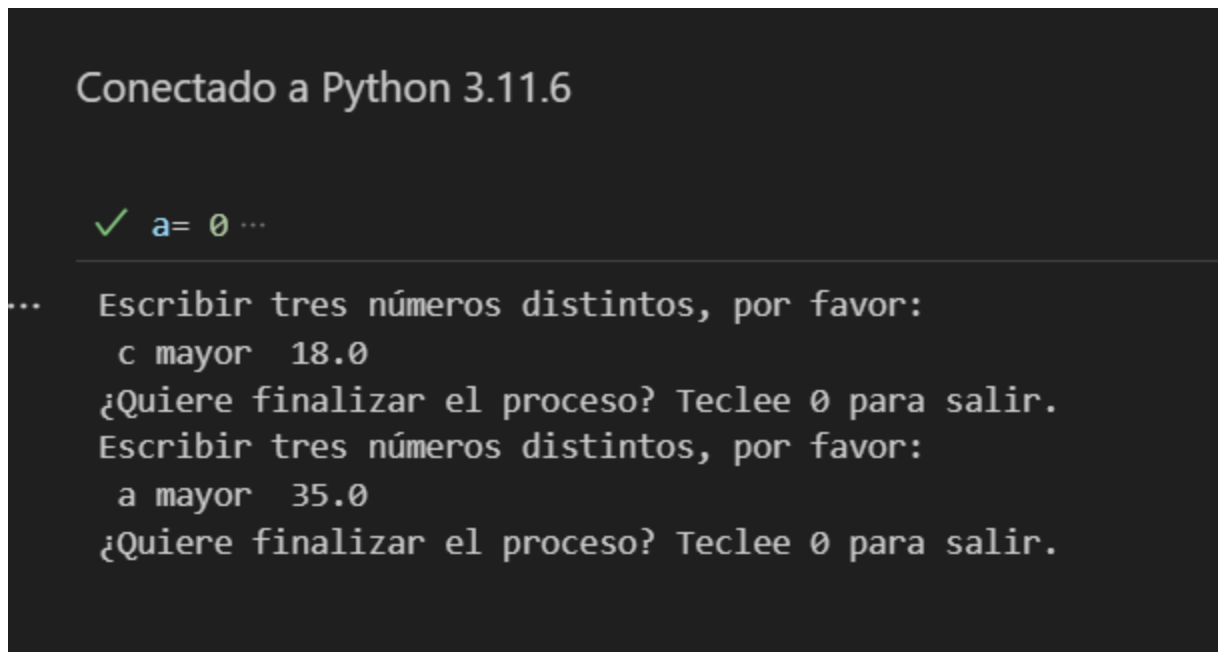 Conectado a Python 3.11.6
✓ a= 0 ···
··· Escribir tres números distintos, por favor:
c mayor  18.0
¿Quiere finalizar el proceso? Teclee 0 para salir.
Escribir tres números distintos, por favor:
a mayor  35.0
¿Quiere finalizar el proceso? Teclee 0 para salir.